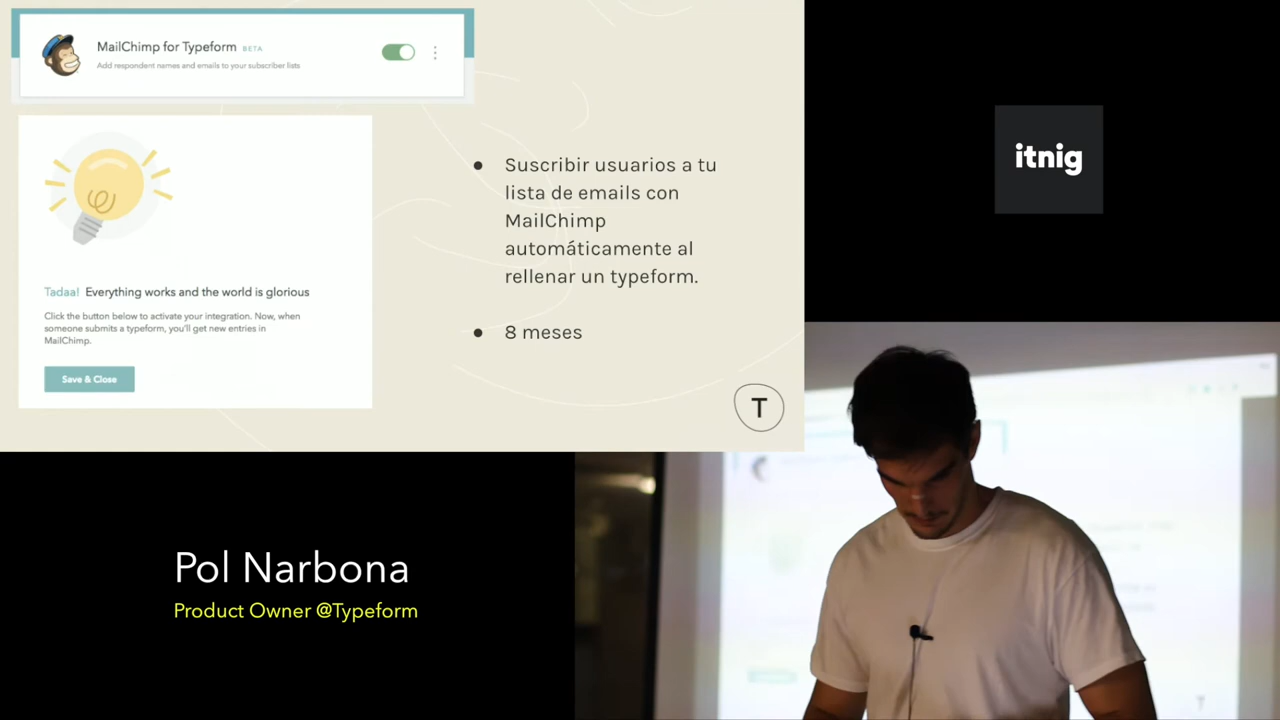 MailChimp for Typeform BETA
Add respondent names and emails to your subscriber lists
Tadaa! Everything works and the world is glorious
Click the button below to activate your integration. Now, when
someone submits a typeform, you'll get new entries in
MailChimp.
Save & Close
● Suscribir usuarios a tu
lista de emails con
MailChimp
automáticamente al
rellenar un typeform.
● 8 meses
T
itnig
Pol Narbona
Product Owner @Typeform